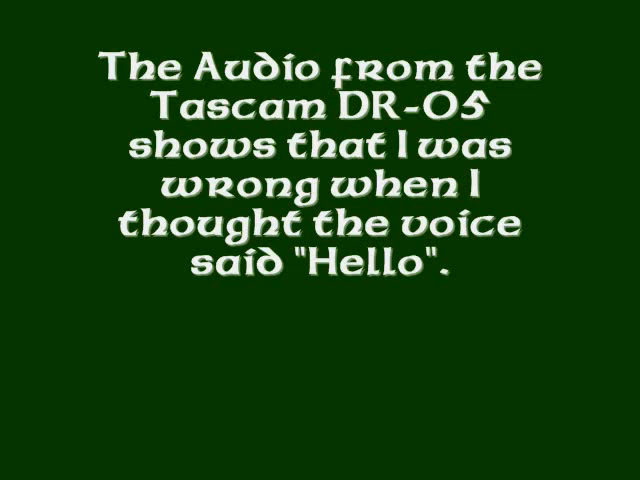 The Audio from the
Tascam DR-05
shows that I was
wrong when I
thought the voice
said "Hello".